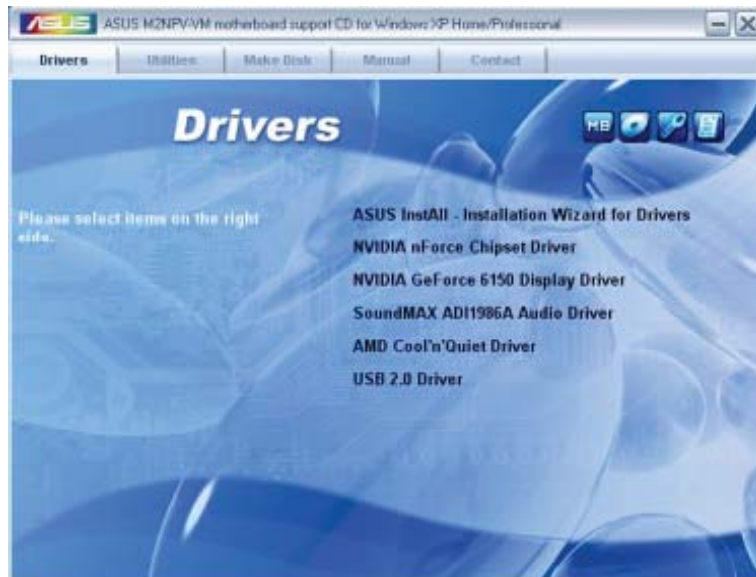 ASUS ASUS M2NPV-VM motherboard support CD for Windows XP Home/Professional
Drivers Utilities Make Disk Manual Contact
Drivers
MB
Please select items on the right
side.
ASUS InstAll - Installation Wizard for Drivers
NVIDIA nForce Chipset Driver
NVIDIA GeForce 6150 Display Driver
SoundMAX ADI1986A Audio Driver
AMD Cool'n'Quiet Driver
USB 2.0 Driver